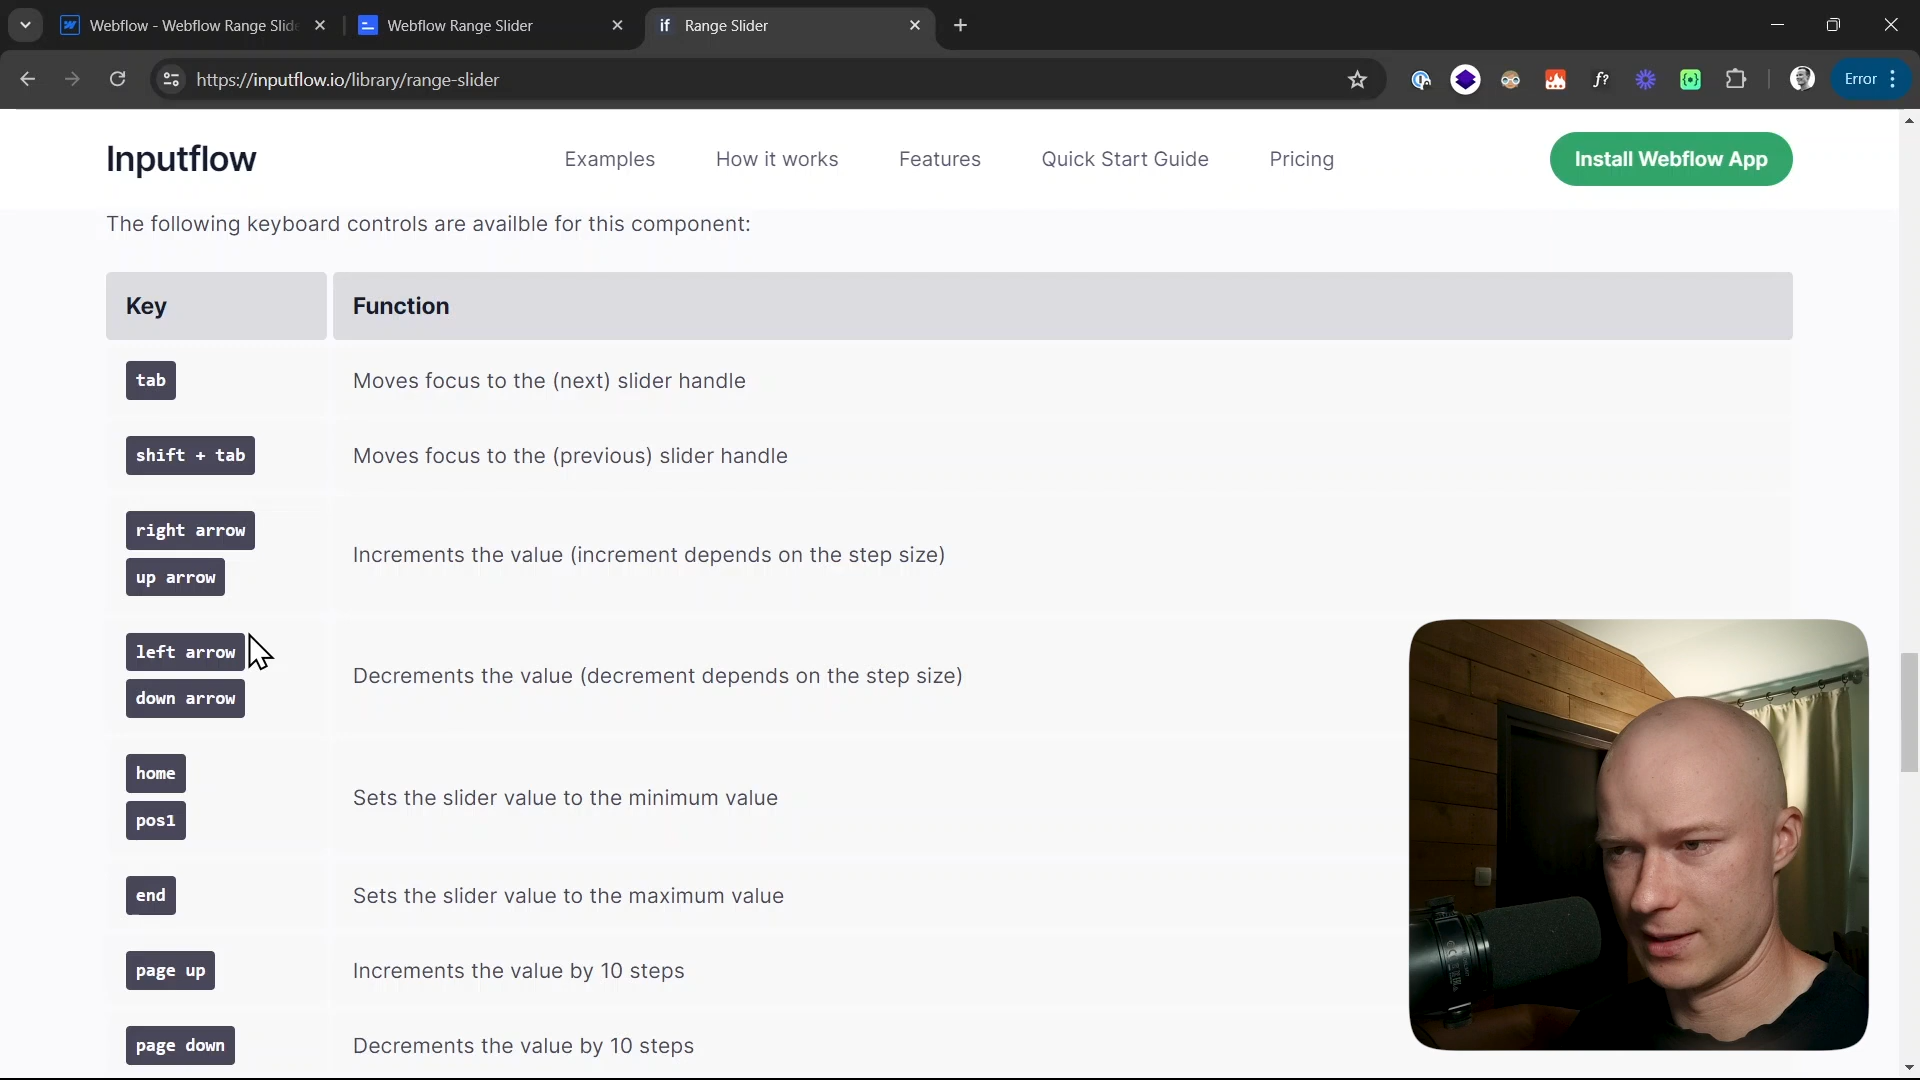 Webflow - Webflow Range Slide
Webflow Range Slider
if Range Slider
https://inputflow.io/library/range-slider
f?
Error
Inputflow
Examples
How it works
Features
Quick Start Guide
Pricing
Install Webflow App
The following keyboard controls are availble for this component:
Key
Function
tab
Moves focus to the (next) slider handle
shift + tab
Moves focus to the (previous) slider handle
right arrow
up arrow
Increments the value (increment depends on the step size)
left arrow
down arrow
Decrements the value (decrement depends on the step size)
home
pos1
Sets the slider value to the minimum value
end
Sets the slider value to the maximum value
page up
Increments the value by 10 steps
page down
Decrements the value by 10 steps